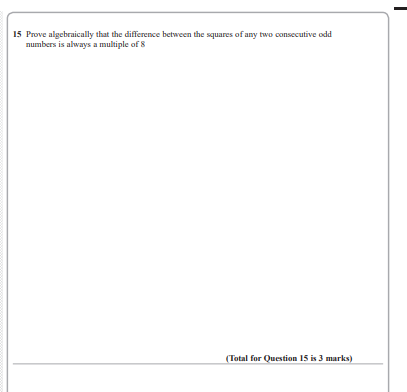 15 Prove algebraically that the difference between the squares of any two consecutive odd
numbers is always a multiple of 8
(Total for Question 15 is 3 marks)